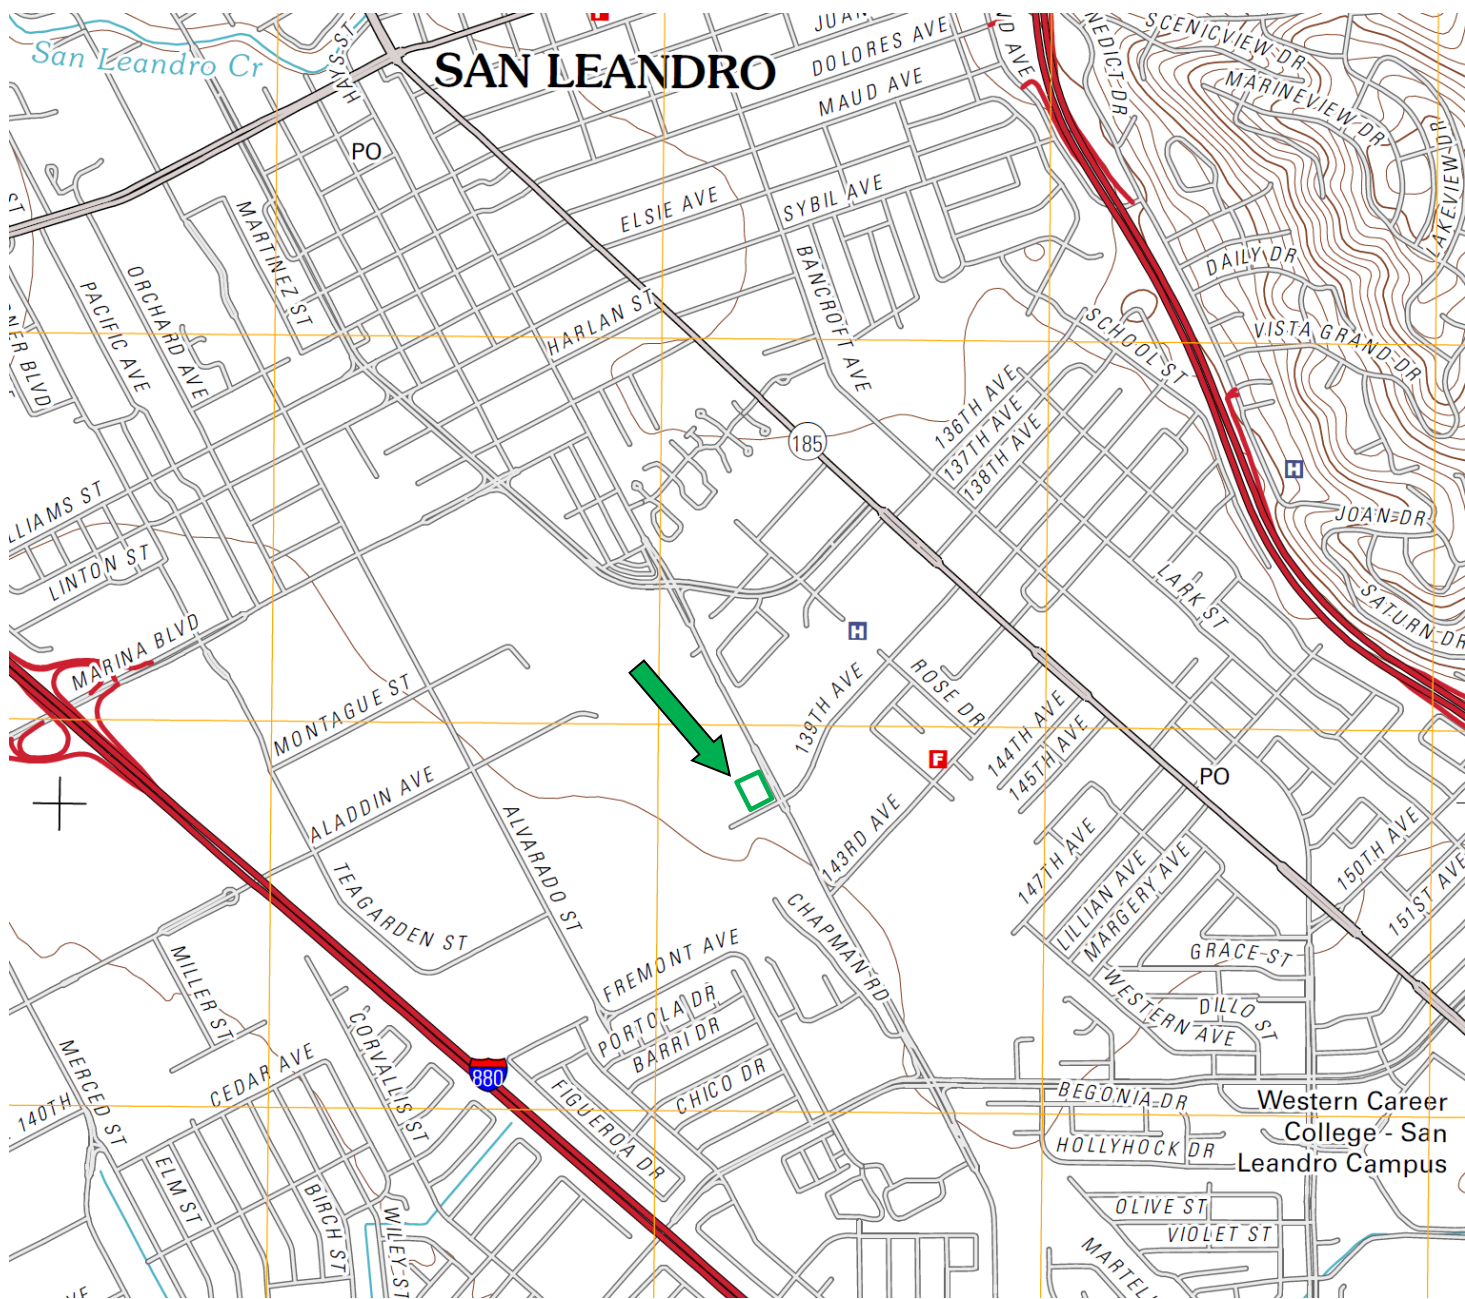 San Leandro Cr
HAYS ST
SAN LEANDRO
DOLORES AVE
MAUD AVE
SCENICVIEW DR
MARINEVIEW DR
PO
ELSIE AVE
SYBIL AVE
MARTINEZ ST
ORCHARD AVE
PACIFIC AVE
BANCROFT AVE
DAILY DR
HARLAN ST
SCHOOL ST
VISTA GRAND DR
136TH AVE
137TH AVE
138TH AVE
185
H
JOAN DR
LINTON ST
LARK ST
SATURN DR
MARINA BLVD
H
MONTAGUE ST
139TH AVE
ROSE DR
144TH AVE
145TH AVE
F
PO
ALADDIN AVE
ALVARADO ST
143RD AVE
147TH AVE
150TH AVE
151ST AVE
LILLIAN AVE
MARGERY AVE
TEAGARDEN ST
CHAPMAN RD
GRACE ST
FREMONT AVE
MILLER ST
PORTOLA DR
BARRI DR
WESTERN AVE
DILLO ST
CORVALLIS ST
MERCED ST
CEDAR AVE
880
CHICO DR
FIGUEROA DR
140TH
BEGONIA DR
Western Career
College - San
Leandro Campus
HOLLYHOCK DR
ELM ST
BIRCH ST
WILEY ST
OLIVE ST
VIOLET ST